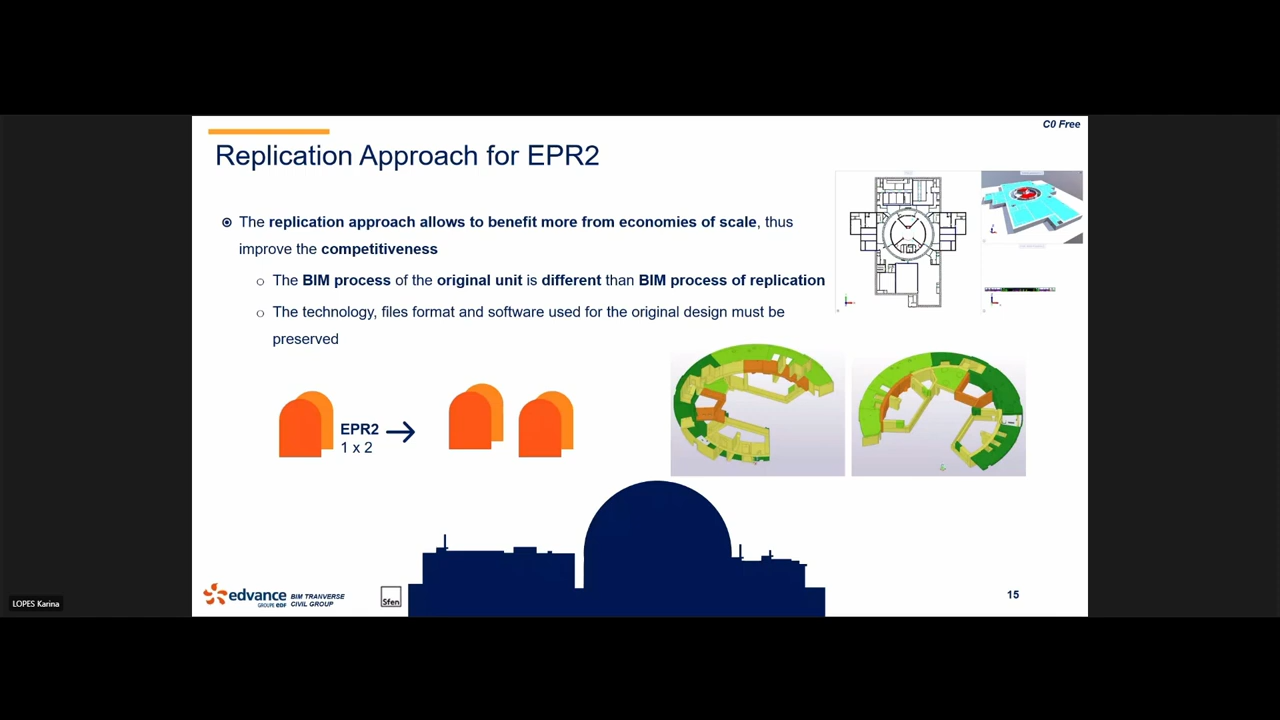 C0 Free
Replication Approach for EPR2
The replication approach allows to benefit more from economies of scale, thus
improve the competitiveness
The BIM process of the original unit is different than BIM process of replication
The technology, files format and software used for the original design must be
preserved
EPR2
1 x 2
edvance
GROUPE EDF
BIM TRANVERSE
CIVIL GROUP
Sfen
15
LOPES Karina